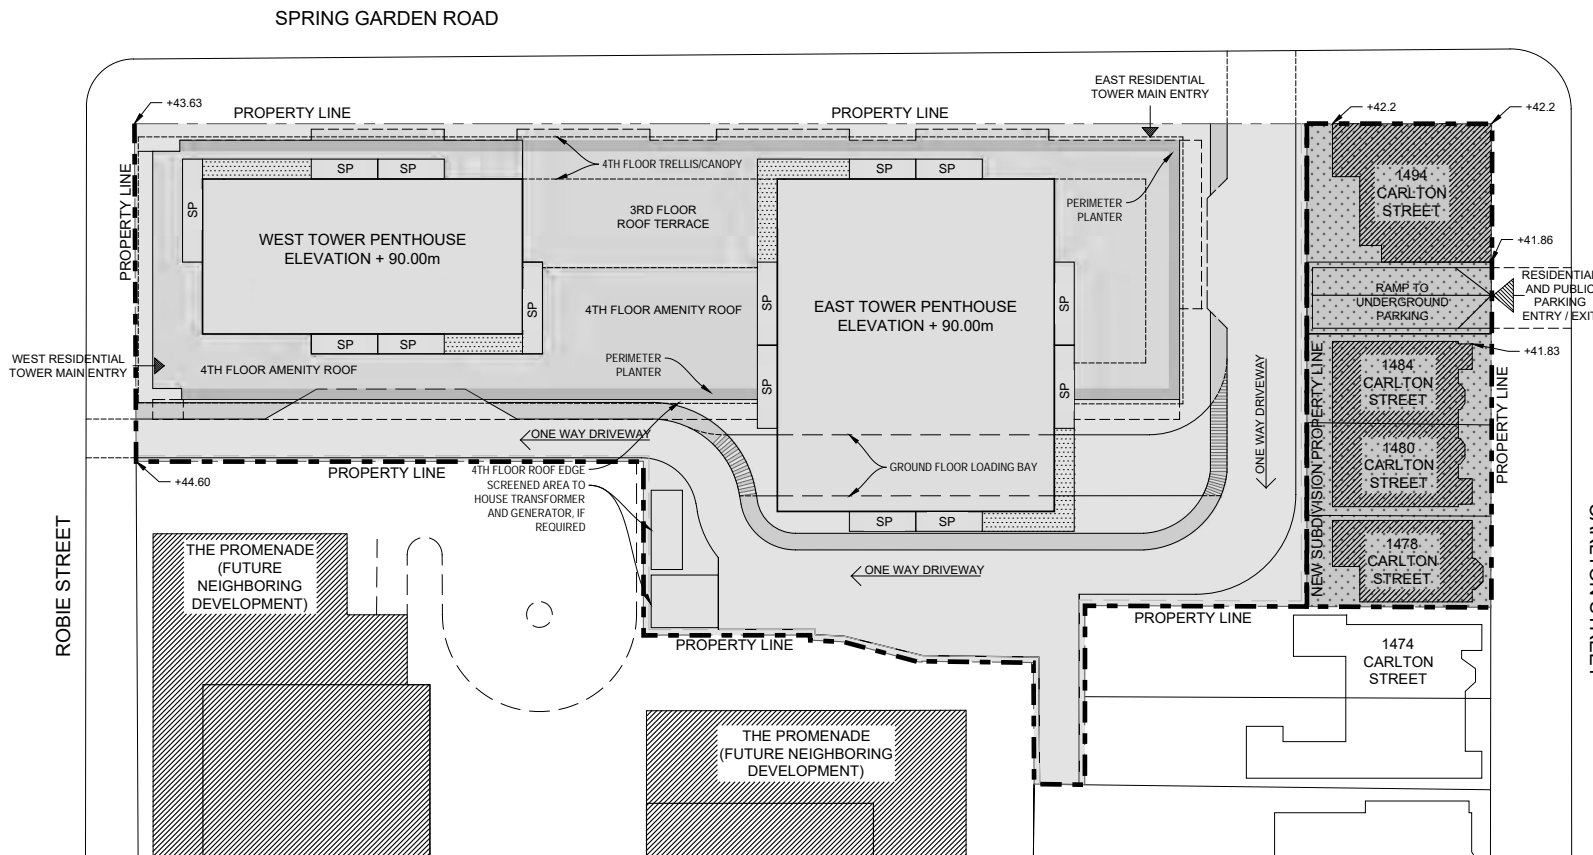 SPRING GARDEN ROAD
+43.63
PROPERTY LINE
PROPERTY LINE
EAST RESIDENTIAL
TOWER MAIN ENTRY
+42.2
+42.2
PROPERTY LINE
SP
SP
SP
4TH FLOOR TRELLIS/CANOPY
3RD FLOOR
ROOF TERRACE
WEST TOWER PENTHOUSE
ELEVATION + 90.00m
SP
SP
SP
4TH FLOOR AMENITY ROOF
4TH FLOOR AMENITY ROOF
WEST RESIDENTIAL
TOWER MAIN ENTRY
PERIMETER
PLANTER
SP
SP
PERIMETER
PLANTER
EAST TOWER PENTHOUSE
ELEVATION + 90.00m
SP
SP
SP
SP
SP
SP
1494
CARLTON
STREET
+41.86
RAMP TO
UNDERGROUND
PARKING
RESIDENTIAL
AND PUBLIC
PARKING
ENTRY / EXIT
+41.83
1484
CARLTON
STREET
1480
CARLTON
STREET
1478
CARLTON
STREET
NEW SUBDIVISION PROPERTY LINE
PROPERTY LINE
ONE WAY DRIVEWAY
ONE WAY DRIVEWAY
PROPERTY LINE
+44.60
4TH FLOOR ROOF EDGE
SCREENED AREA TO
HOUSE TRANSFORMER
AND GENERATOR, IF
REQUIRED
GROUND FLOOR LOADING BAY
ONE WAY DRIVEWAY
ROBIE STREET
THE PROMENADE
(FUTURE
NEIGHBORING
DEVELOPMENT)
PROPERTY LINE
PROPERTY LINE
1474
CARLTON
STREET
THE PROMENADE
(FUTURE NEIGHBORING
DEVELOPMENT)